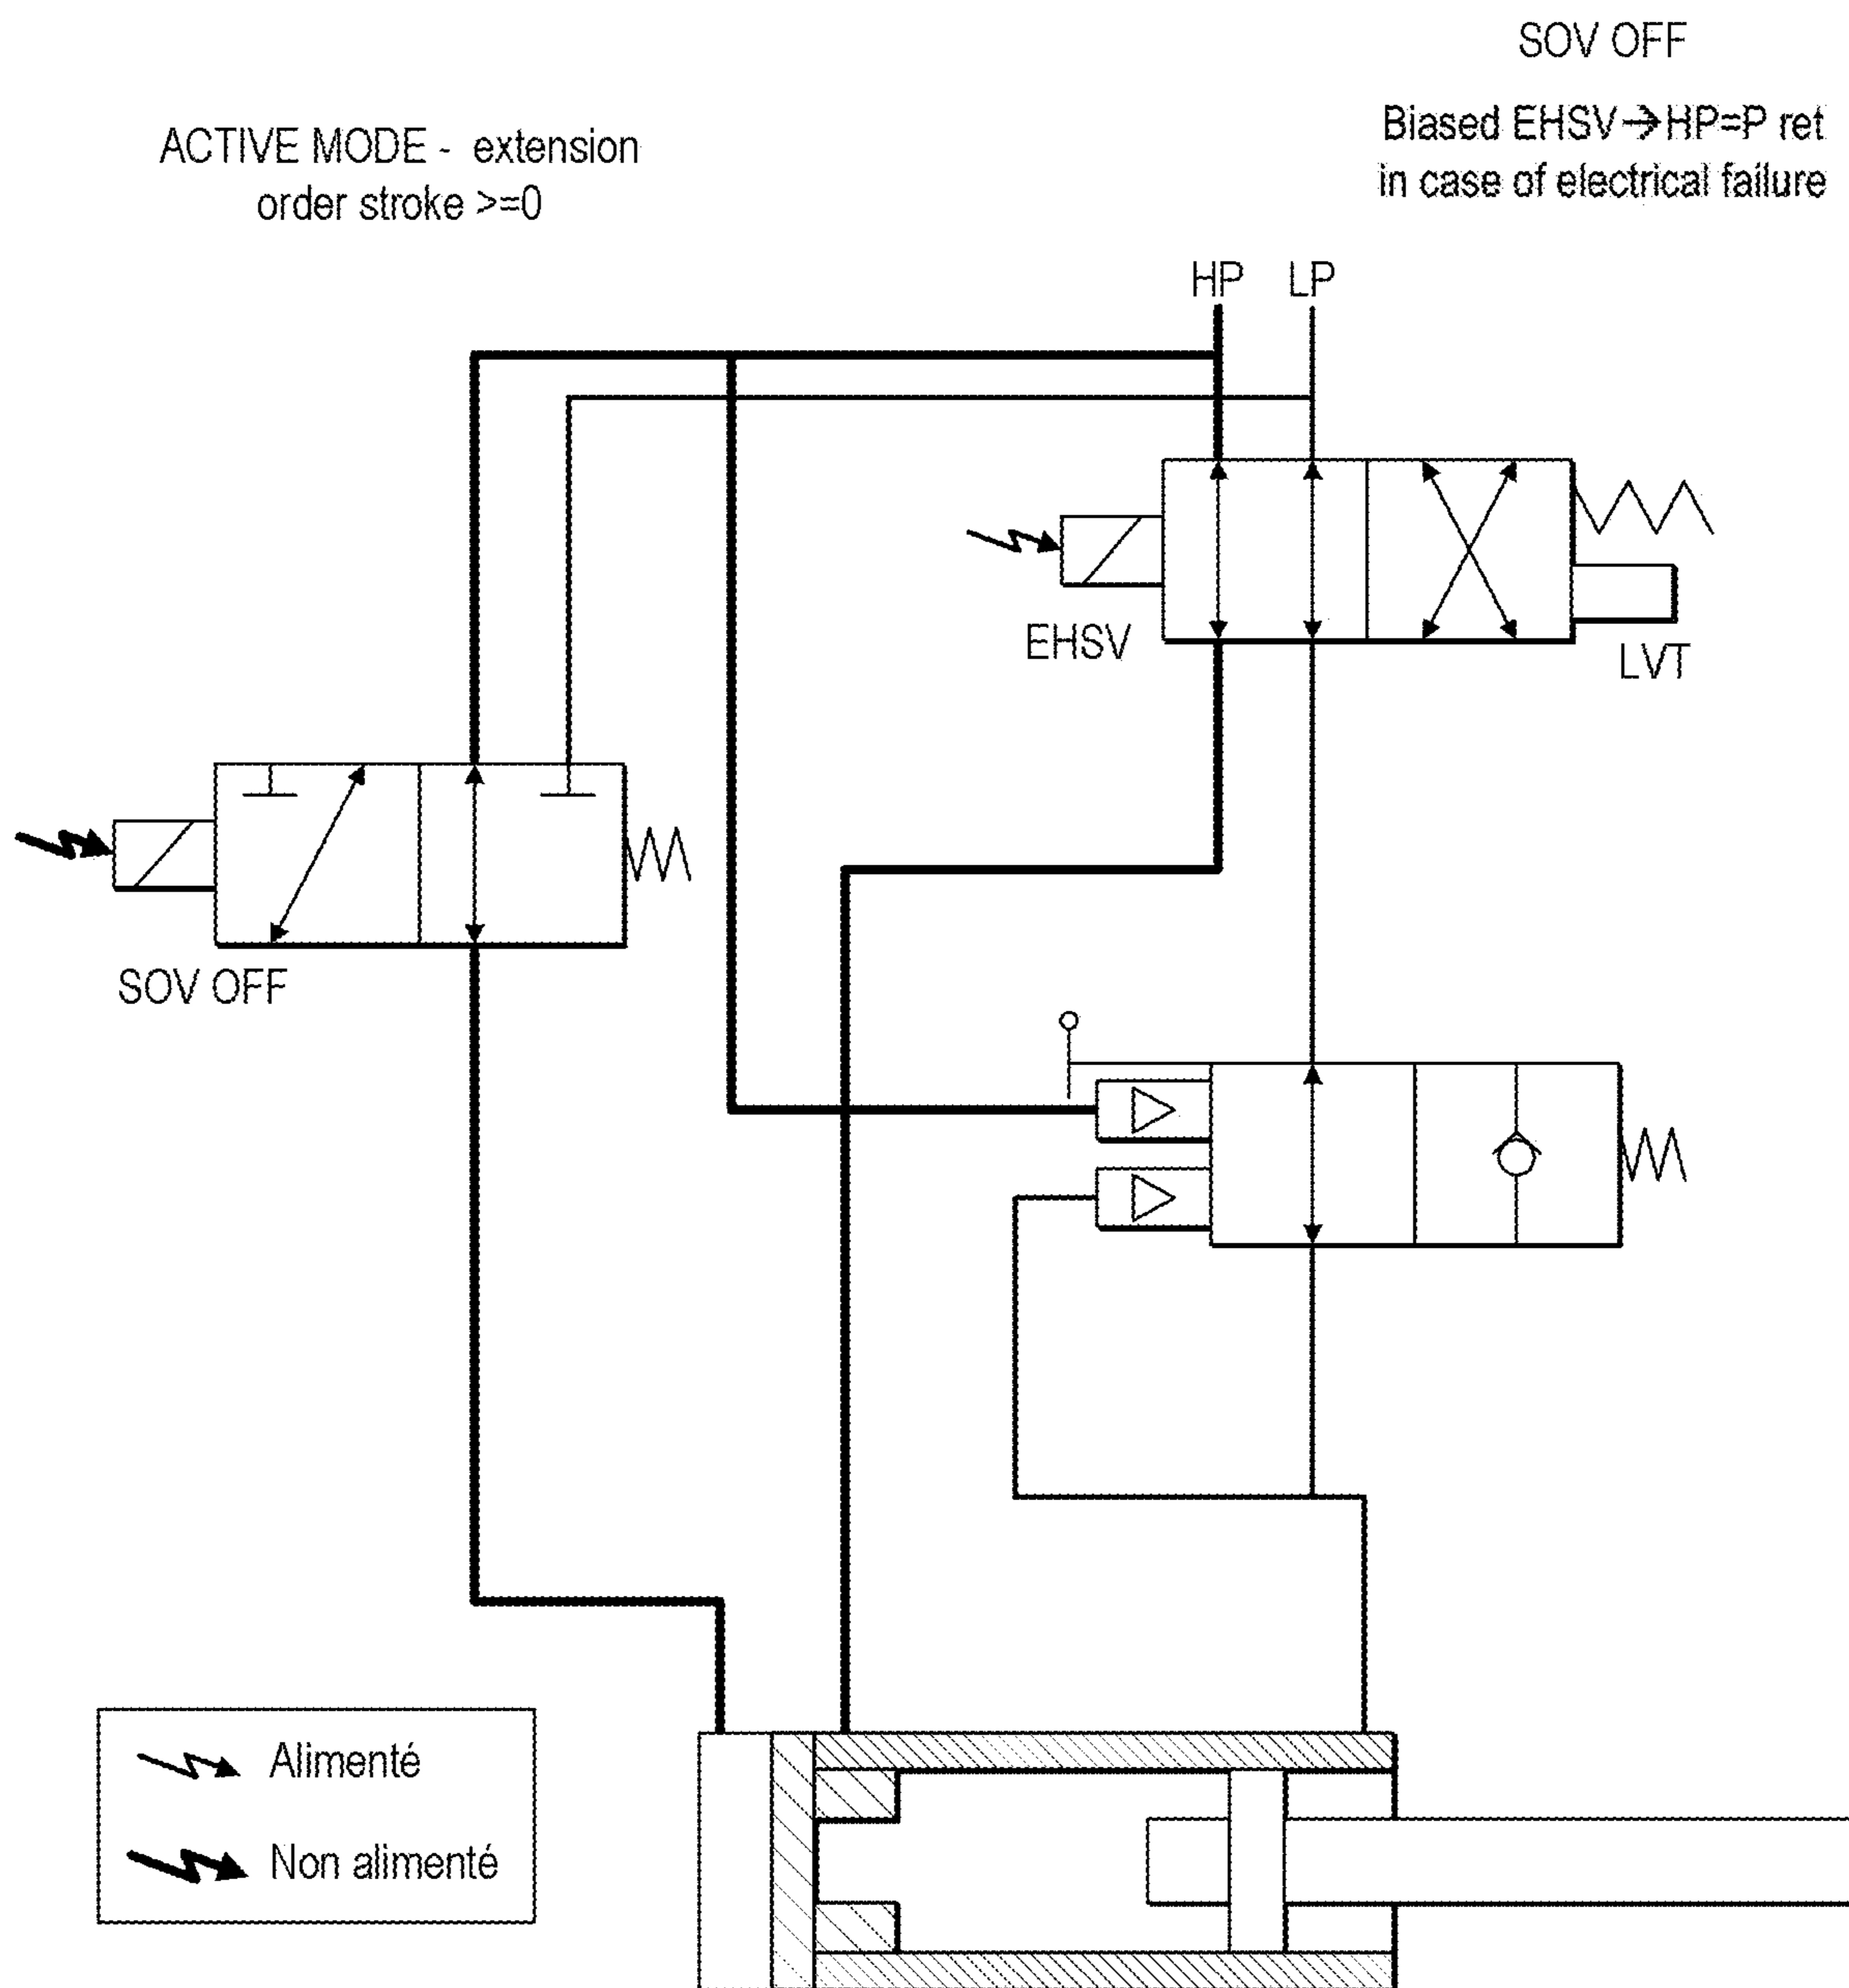 SOV OFF
Biased EHSV→HP=P ret
in case of electrical failure
ACTIVE MODE - extension
order stroke >=0
HP LP
EHSV
LVT
SOV OFF
Alimenté
Non alimenté